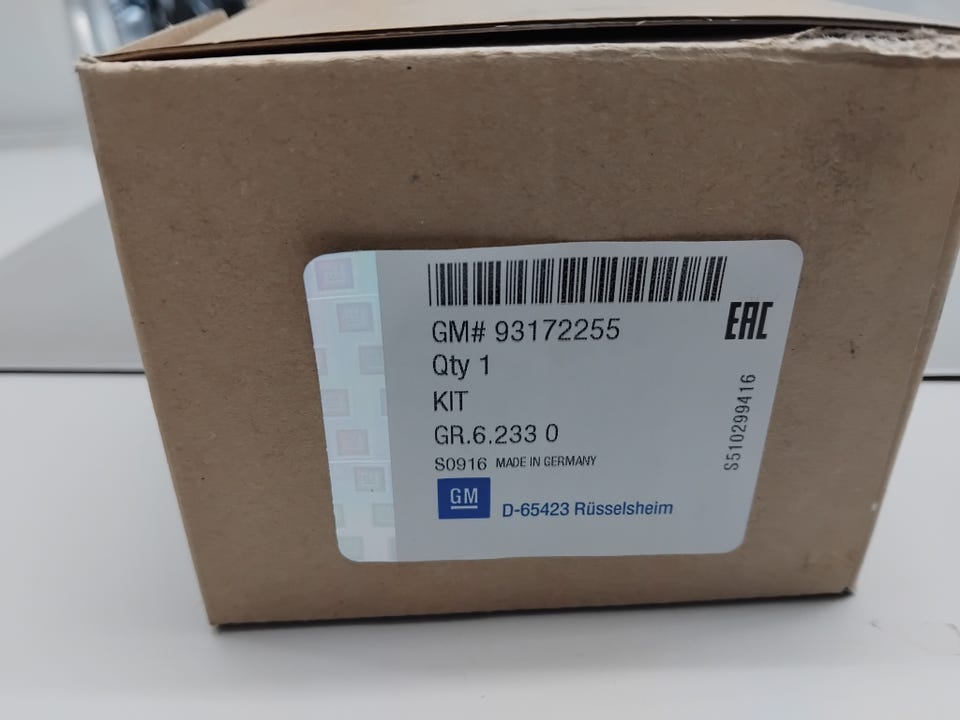 GM# 93172255
EAC
Qty 1
KIT
GR.6.233 0
S0916 MADE IN GERMANY
GM
D-65423 Rüsselsheim
S510299416